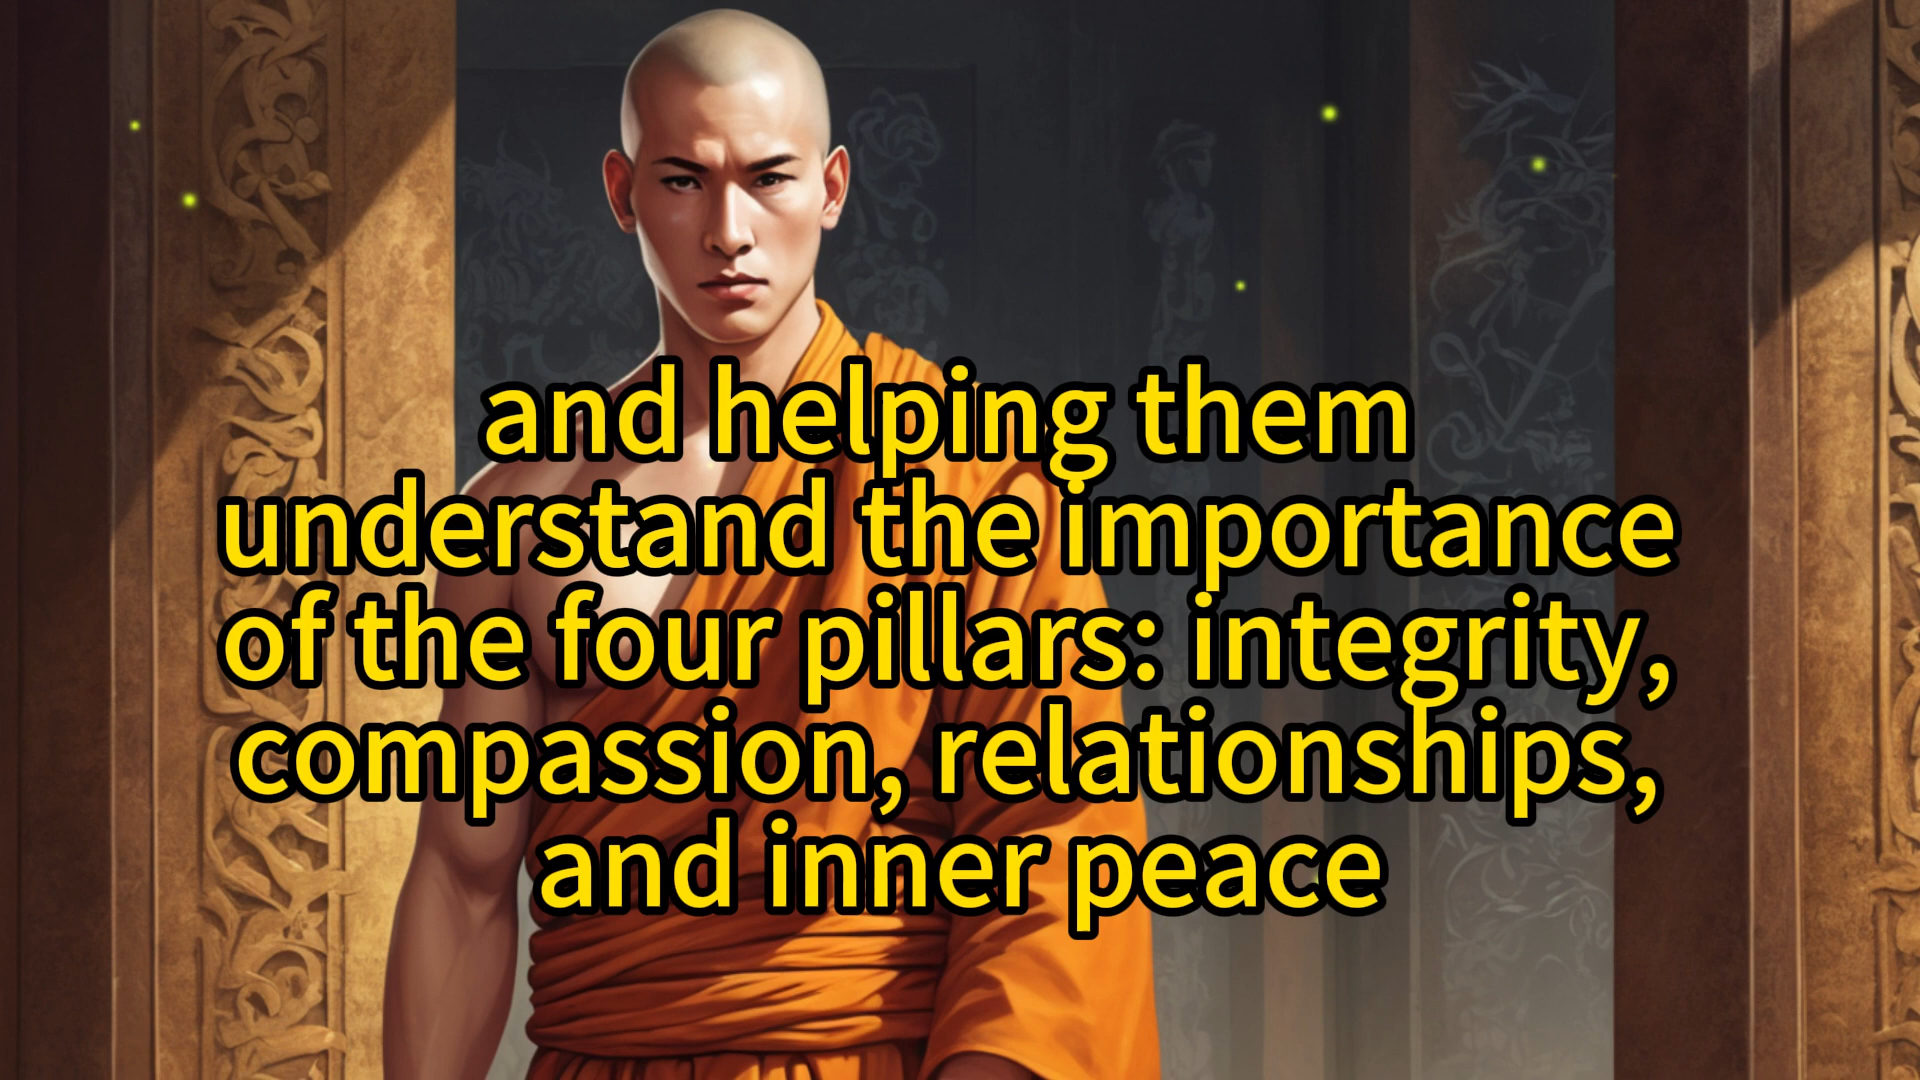 and helping them
understand the importance
of the four pillars: integrity,
compassion, relationships,
and inner peace